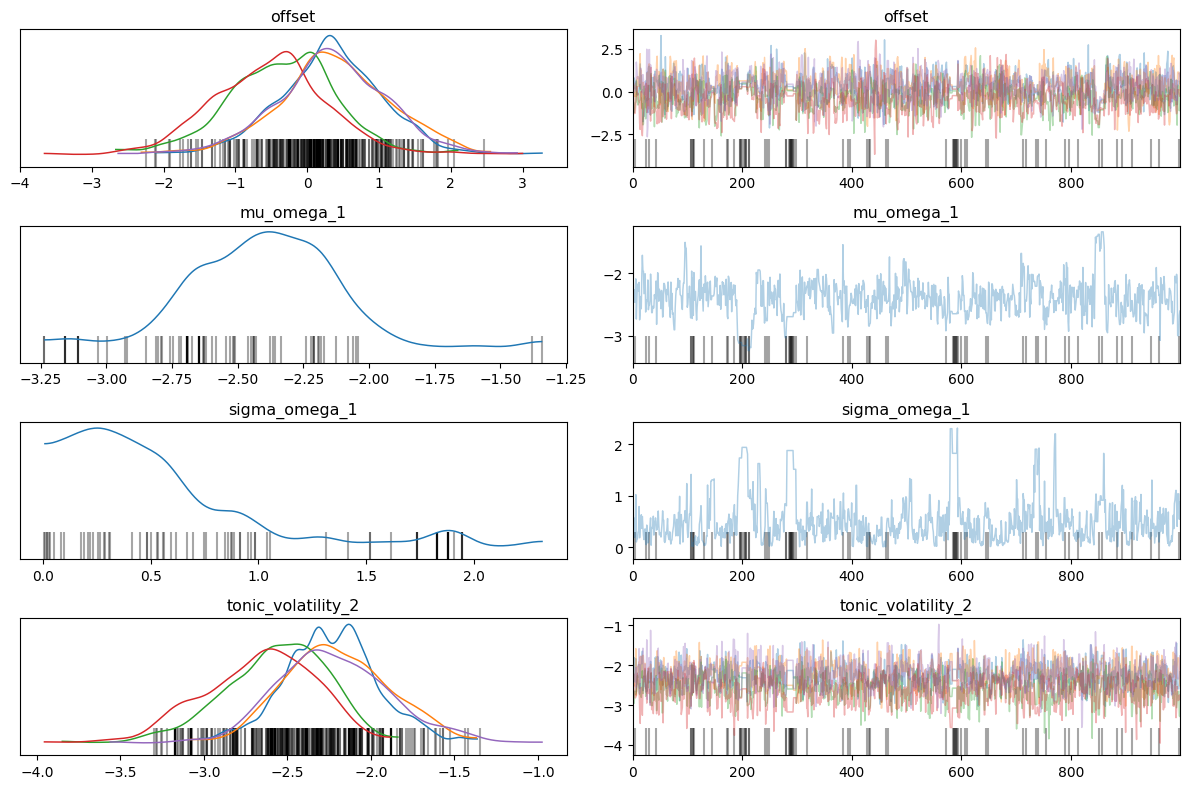 offset
offset
−4 −3 −2 −1 0 1 2 3
2.5
0.0
−2.5
0 200 400 600 800
mu_omega_1
mu_omega_1
−3.25 −3.00 −2.75 −2.50 −2.25 −2.00 −1.75 −1.50 −1.25
−2
−3
0 200 400 600 800
sigma_omega_1
sigma_omega_1
0.0 0.5 1.0 1.5 2.0
2
1
0
0 200 400 600 800
tonic_volatility_2
tonic_volatility_2
−4.0 −3.5 −3.0 −2.5 −2.0 −1.5 −1.0
−1
−2
−3
−4
0 200 400 600 800